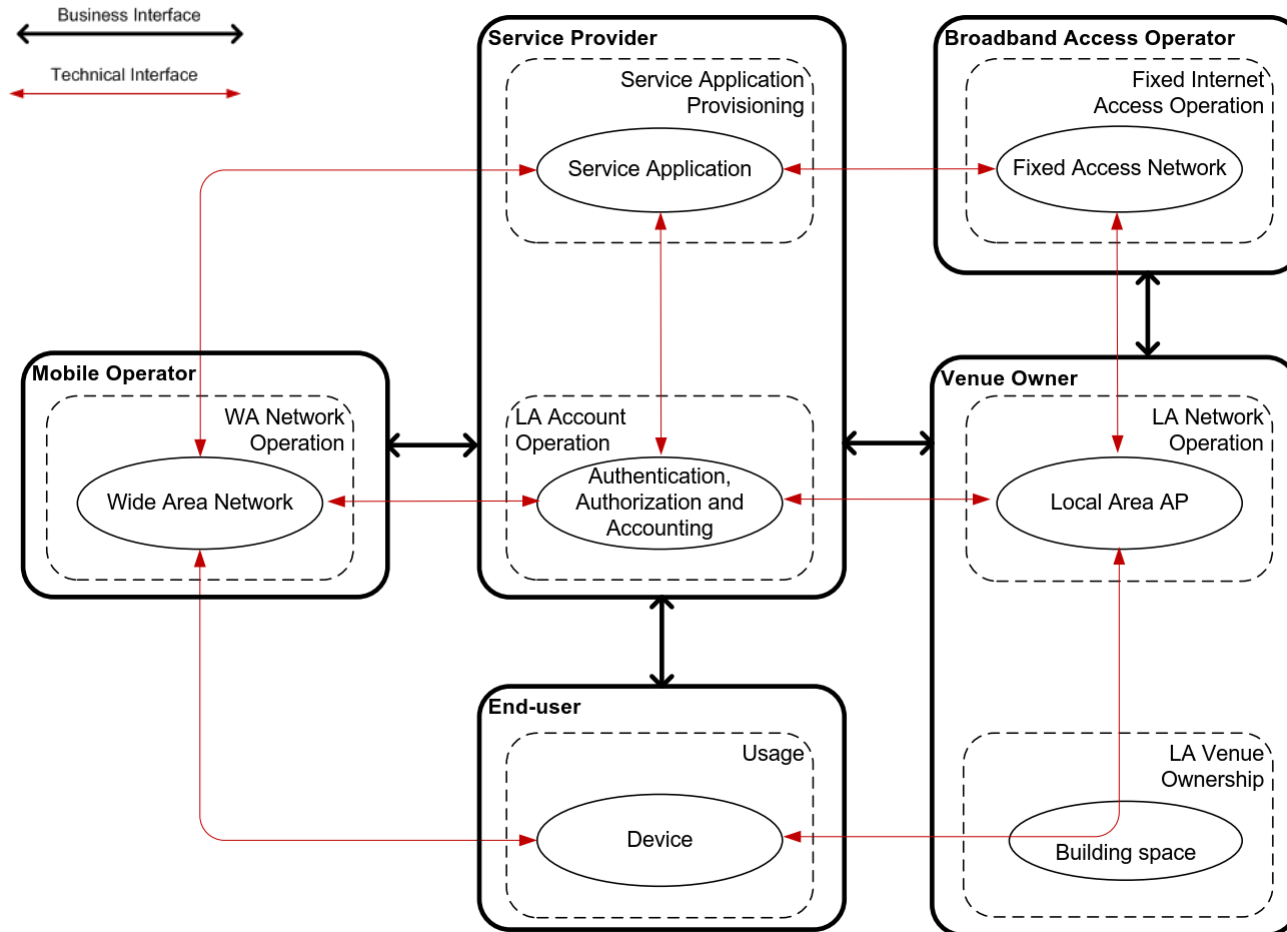 Business Interface
Technical Interface
Service Provider
Service Application
Provisioning
Service Application
Broadband Access Operator
Fixed Internet
Access Operation
Fixed Access Network
Mobile Operator
WA Network
Operation
Wide Area Network
LA Account
Operation
Authentication,
Authorization and
Accounting
Venue Owner
LA Network
Operation
Local Area AP
End-user
Usage
Device
LA Venue
Ownership
Building space